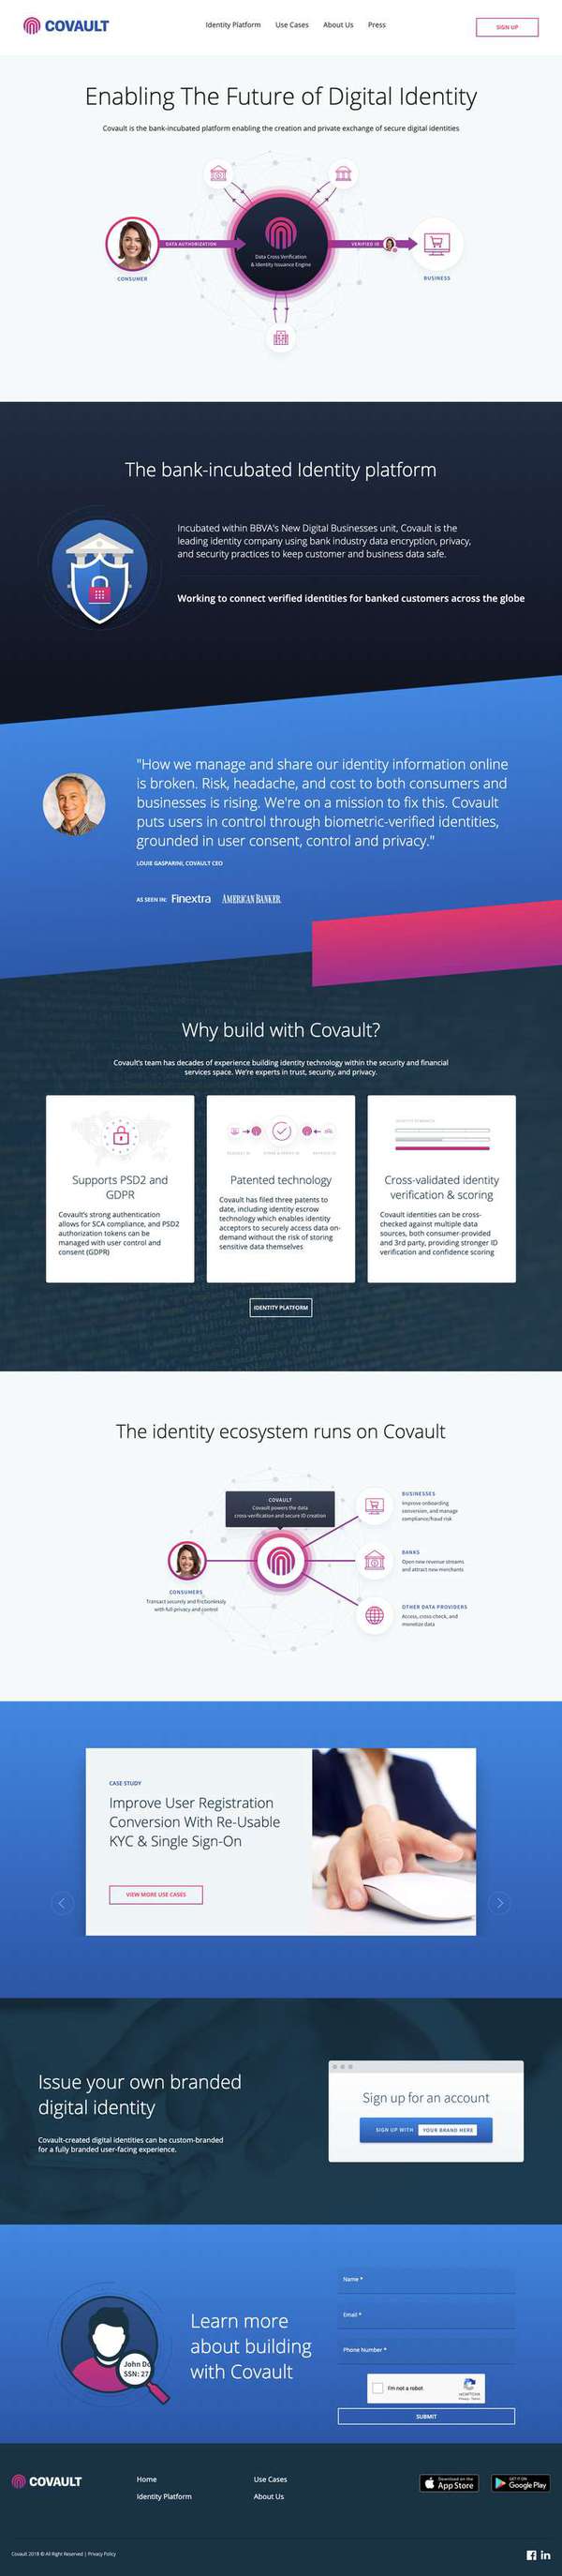 COVAULT
Identity Platform Use Cases About Us Press
SIGN UP
Enabling The Future of Digital Identity
Covault is the bank-incubated platform enabling the creation and private exchange of secure digital identities
DATA AUTHORIZATION
VERIFIED ID
Data Cross Verification
& Identity Issuance Engine
CONSUMER
BUSINESS
The bank-incubated Identity platform
Incubated within BBVA's New Digital Businesses unit, Covault is the
leading identity company using bank industry data encryption, privacy,
and security practices to keep customer and business data safe.
Working to connect verified identities for banked customers across the globe
"How we manage and share our identity information online
is broken. Risk, headache, and cost to both consumers and
businesses is rising. We're on a mission to fix this. Covault
puts users in control through biometric-verified identities,
grounded in user consent, control and privacy."
LOUIE GASPARINI, COVAULT CEO
AS SEEN IN: Finextra AMERICAN BANKER.
Why build with Covault?
Covault's team has decades of experience building identity technology within the security and financial
services space. We're experts in trust, security, and privacy.
Supports PSD2 and
GDPR
Covault's strong authentication
allows for SCA compliance, and PSD2
authorization tokens can be
managed with user control and
consent (GDPR)
Patented technology
Covault has filed three patents to
date, including identity escrow
technology which enables identity
acceptors to securely access data on-
demand without the risk of storing
sensitive data themselves
Cross-validated identity
verification & scoring
Covault identities can be cross-
checked against multiple data
sources, both consumer-provided
and 3rd party, providing stronger ID
verification and confidence scoring
IDENTITY PLATFORM
The identity ecosystem runs on Covault
COVAULT
Covault powers the data
cross-verification and secure ID creation
BUSINESSES
Improve onboarding
conversion, and manage
compliance/fraud risk
BANKS
Open new revenue streams
and attract new merchants
CONSUMERS
Transact securely and frictionlessly
with full privacy and control
OTHER DATA PROVIDERS
Access, cross-check, and
monetize data
CASE STUDY
Improve User Registration
Conversion With Re-Usable
KYC & Single Sign-On
VIEW MORE USE CASES
Issue your own branded
digital identity
Covault-created digital identities can be custom-branded
for a fully branded user-facing experience.
Sign up for an account
SIGN UP WITH YOUR BRAND HERE
Learn more
about building
with Covault
John Do
SSN: 27
Name *
Email *
Phone Number *
I'm not a robot
reCAPTCHA
Privacy - Terms
SUBMIT
COVAULT
Home
Identity Platform
Use Cases
About Us
Download on the
App Store
GET IT ON
Google Play
Covault 2018 © All Right Reserved | Privacy Policy